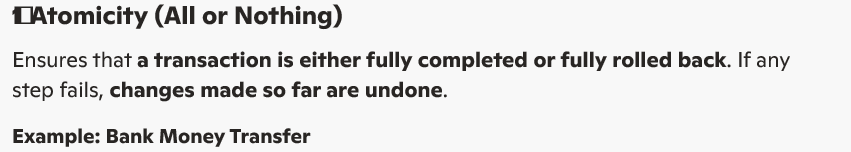 1 Atomicity (All or Nothing)
Ensures that a transaction is either fully completed or fully rolled back. If any
step fails, changes made so far are undone.
Example: Bank Money Transfer